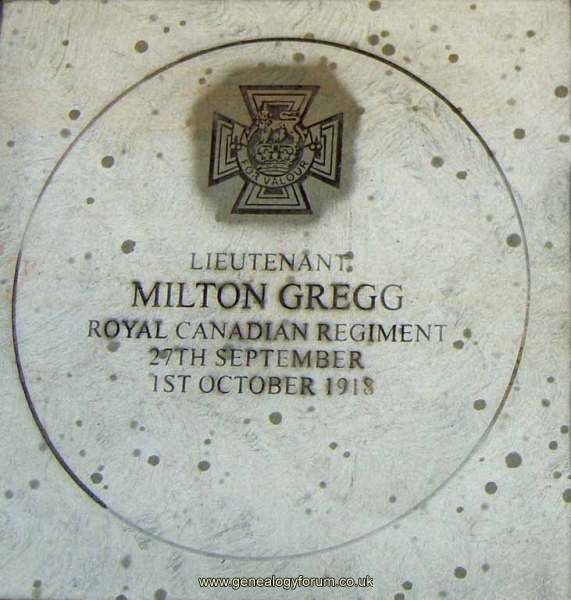 FOR VALOUR
LIEUTENANT
MILTON GREGG
ROYAL CANADIAN REGIMENT
27TH SEPTEMBER
1ST OCTOBER 1918
www.genealogyforum.co.uk